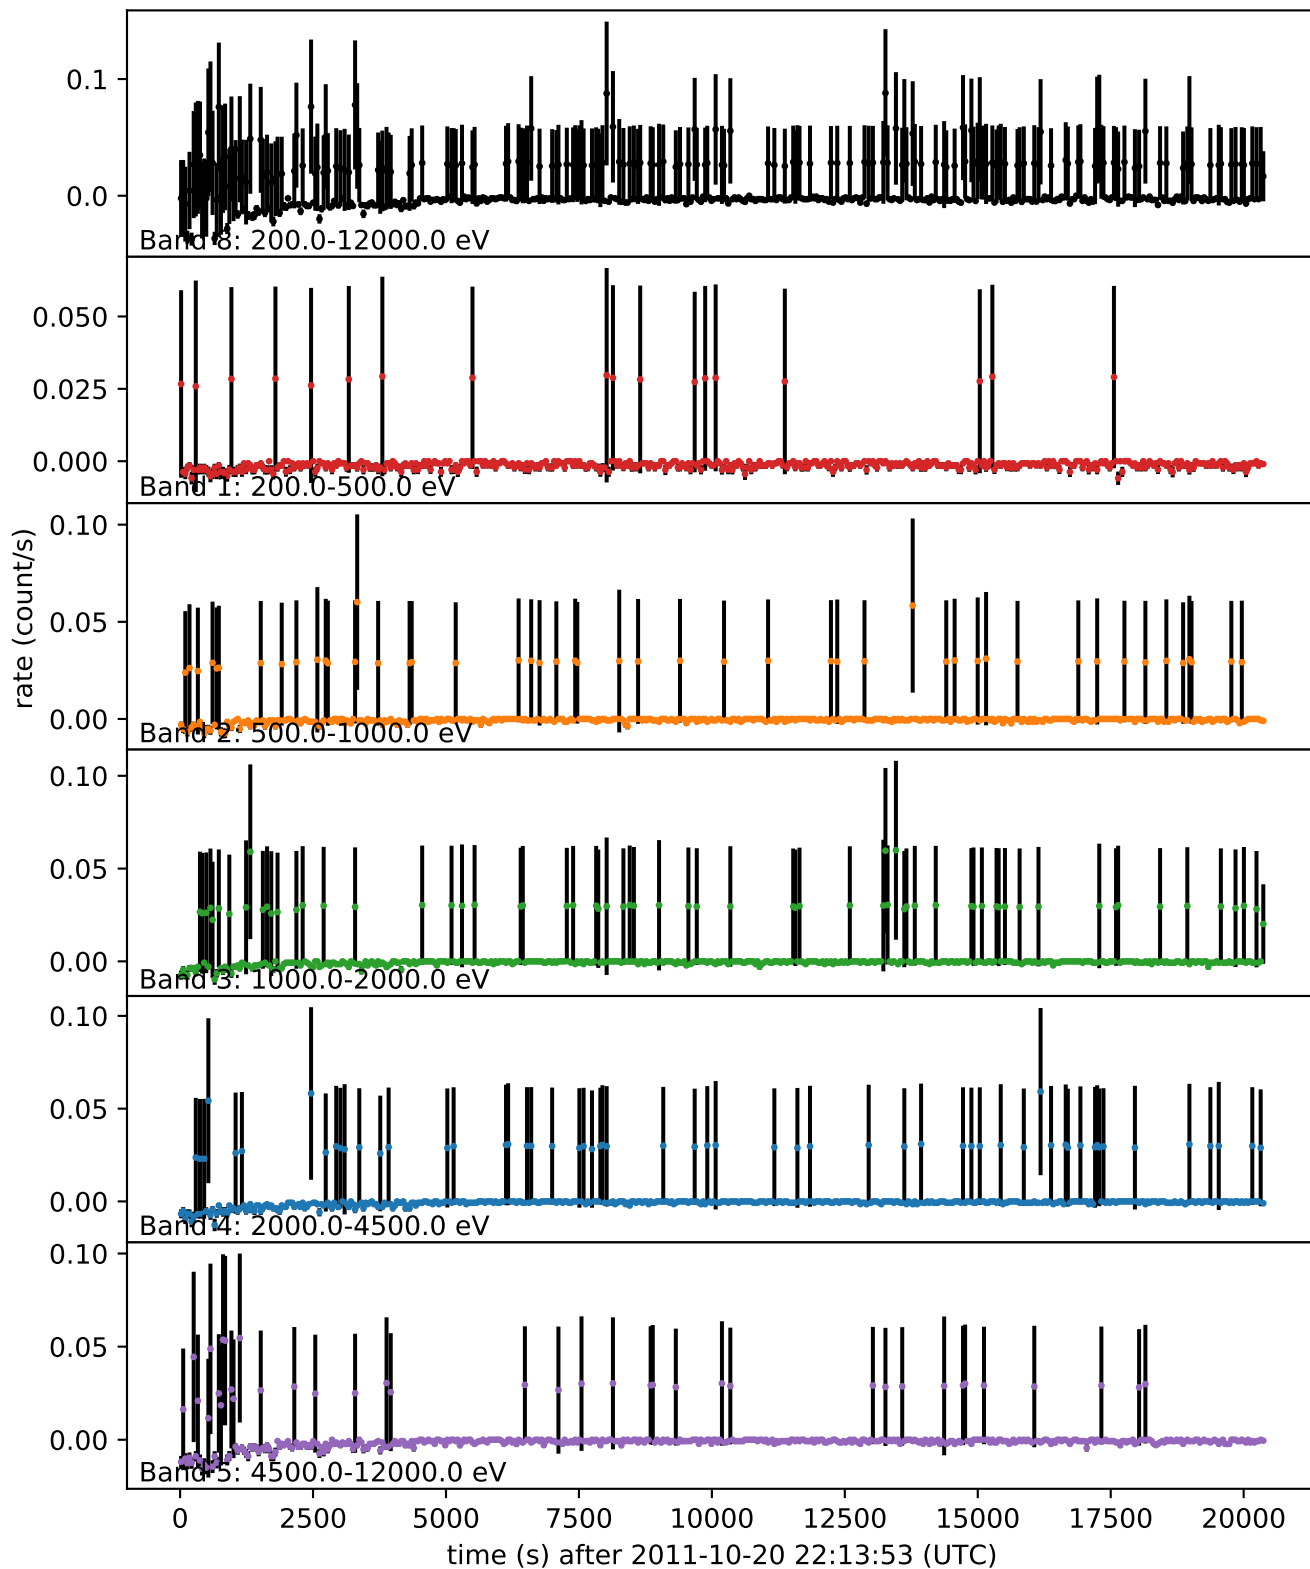 0.1
0.0
Band 8: 200.0-12000.0 eV
0.050
0.025
0.000
Band 1: 200.0-500.0 eV
0.10
0.05
0.00
Band 2: 500.0-1000.0 eV
rate (count/s)
0.10
0.05
0.00
Band 3: 1000.0-2000.0 eV
0.10
0.05
0.00
Band 4: 2000.0-4500.0 eV
0.10
0.05
0.00
Band 5: 4500.0-12000.0 eV
0 2500 5000 7500 10000 12500 15000 17500 20000
time (s) after 2011-10-20 22:13:53 (UTC)